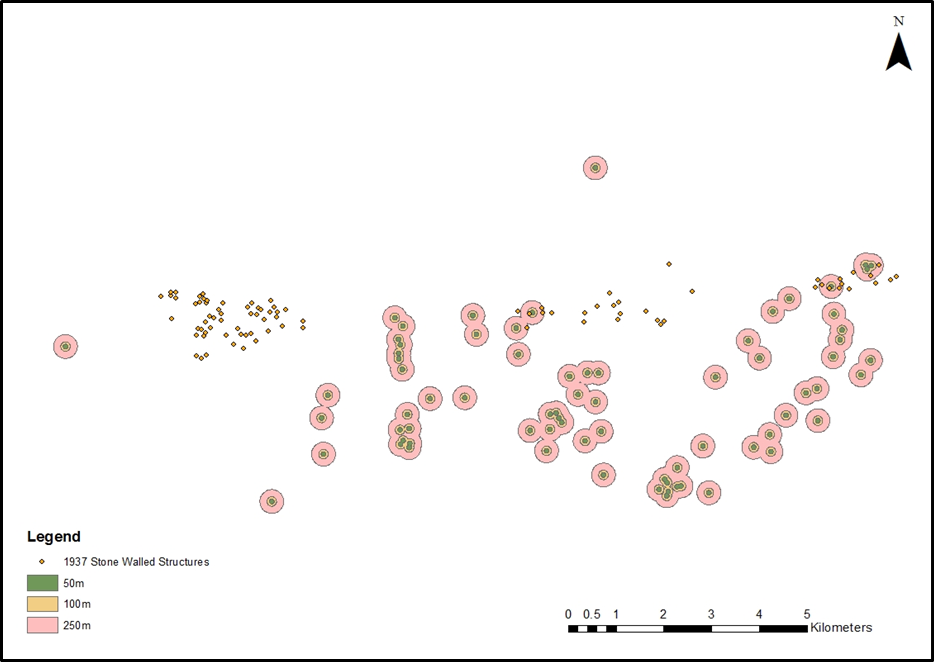 N
Legend
1937 Stone Walled Structures
50m
100m
250m
0 0.5 1 2 3 4 5
Kilometers